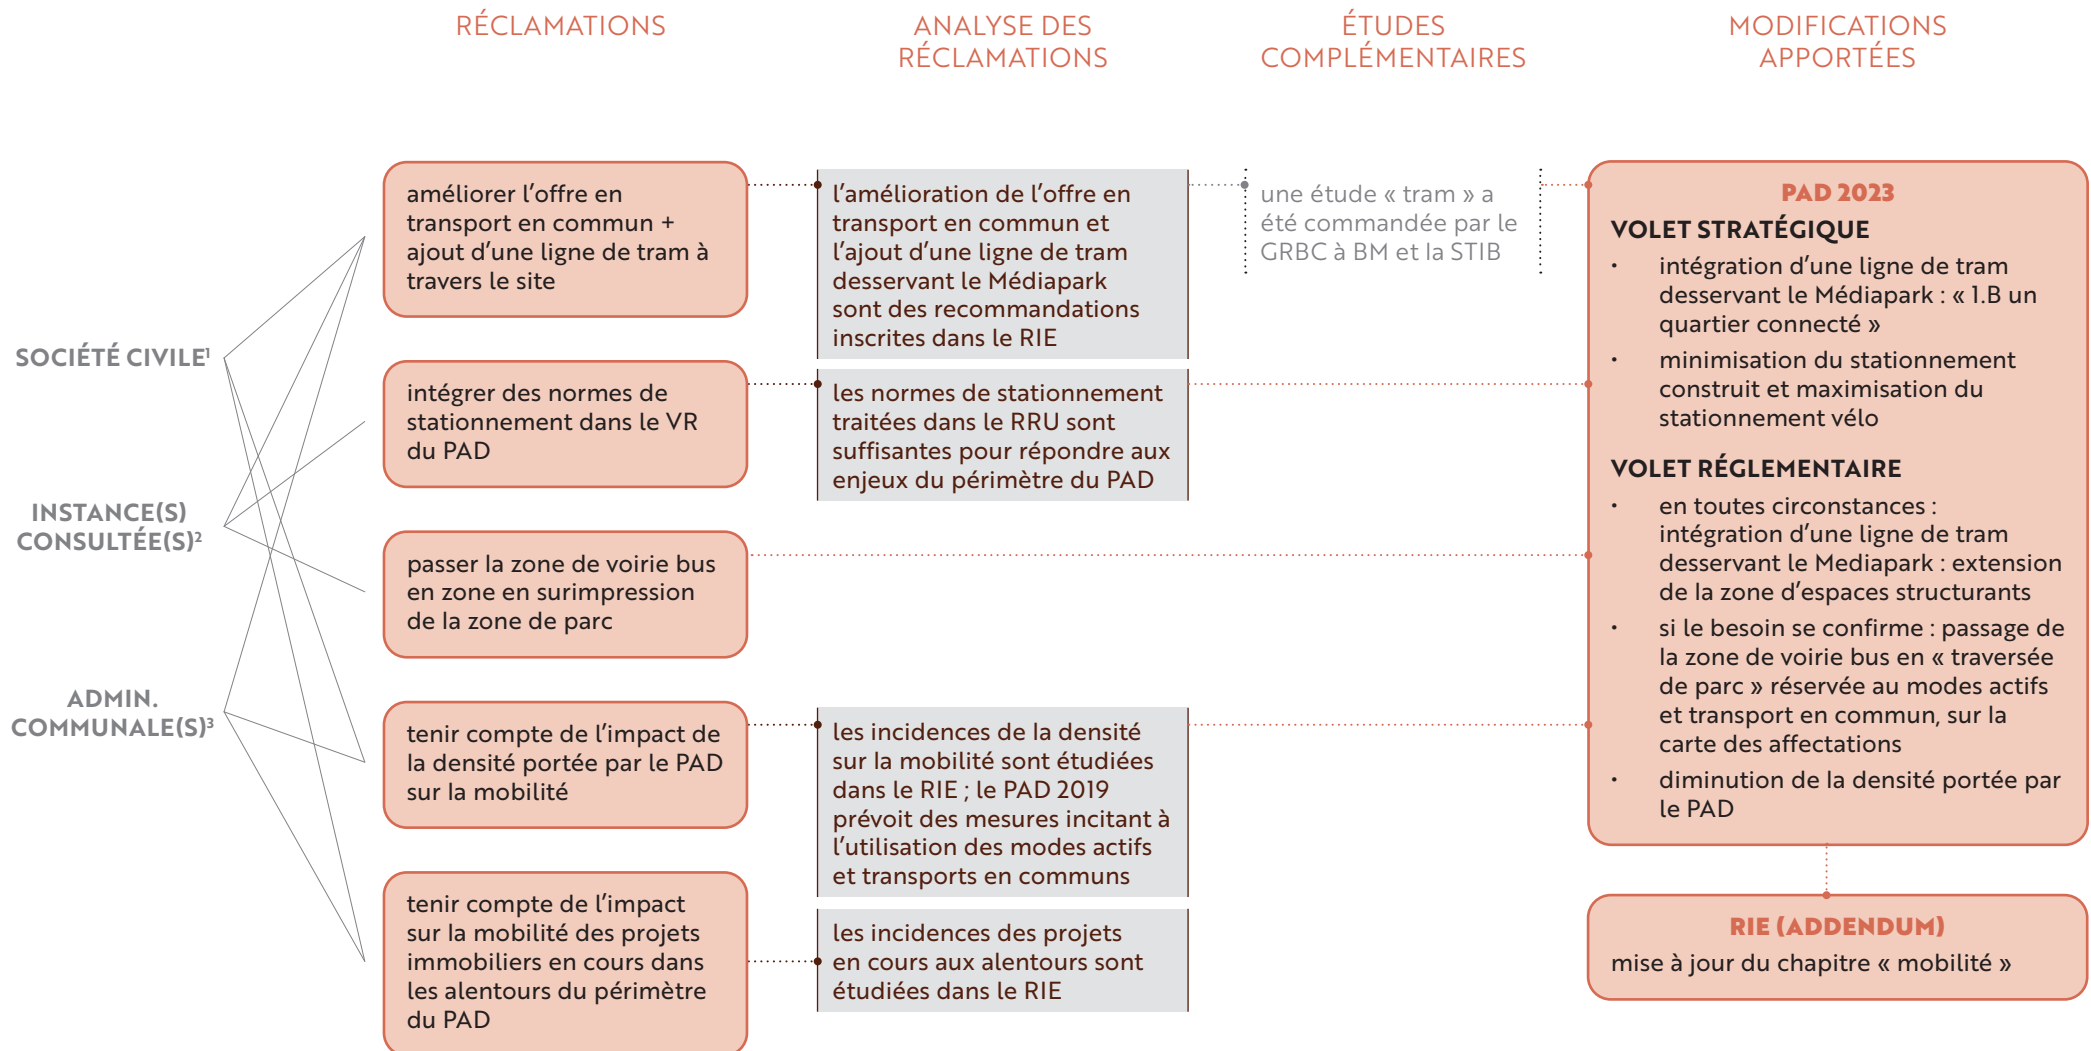 RÉCLAMATIONS
ANALYSE DES
RÉCLAMATIONS
ÉTUDES
COMPLÉMENTAIRES
MODIFICATIONS
APPORTÉES
SOCIÉTÉ CIVILE¹
INSTANCE(S)
CONSULTÉE(S)²
ADMIN.
COMMUNALE(S)³
améliorer l'offre en
transport en commun +
ajout d'une ligne de tram à
travers le site
intégrer des normes de
stationnement dans le VR
du PAD
passer la zone de voirie bus
en zone en surimpression
de la zone de parc
tenir compte de l'impact de
la densité portée par le PAD
sur la mobilité
tenir compte de l'impact
sur la mobilité des projets
immobiliers en cours dans
les alentours du périmètre
du PAD
l'amélioration de l'offre en
transport en commun et
l'ajout d'une ligne de tram
desservant le Médiapark
sont des recommandations
inscrites dans le RIE
les normes de stationnement
traitées dans le RRU sont
suffisantes pour répondre aux
enjeux du périmètre du PAD
les incidences de la densité
sur la mobilité sont étudiées
dans le RIE ; le PAD 2019
prévoit des mesures incitant à
l'utilisation des modes actifs
et transports en communs
les incidences des projets
en cours aux alentours sont
étudiées dans le RIE
une étude « tram » a
été commandée par le
GRBC à BM et la STIB
PAD 2023
VOLET STRATÉGIQUE
• intégration d'une ligne de tram
desservant le Médiapark : « 1.B un
quartier connecté »
• minimisation du stationnement
construit et maximisation du
stationnement vélo
VOLET RÉGLEMENTAIRE
• en toutes circonstances :
intégration d'une ligne de tram
desservant le Mediapark : extension
de la zone d'espaces structurants
• si le besoin se confirme : passage de
la zone de voirie bus en « traversée
de parc » réservée au modes actifs
et transport en commun, sur la
carte des affectations
• diminution de la densité portée par
le PAD
RIE (ADDENDUM)
mise à jour du chapitre « mobilité »